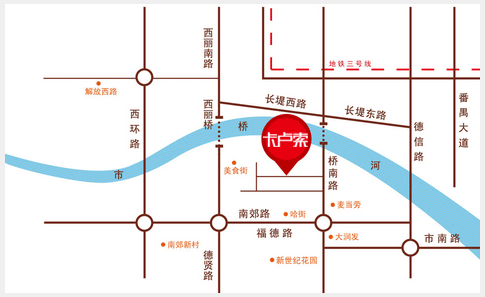 西丽南路
地铁三号线
解放西路
长堤西路
长堤东路
番禺大道
西环路
西丽桥
桥
卡卢索
德信路
市
美食街
桥南路
河
麦当劳
南郊路
哈街
福德路
大润发
市南路
南郊新村
德贤路
新世纪花园